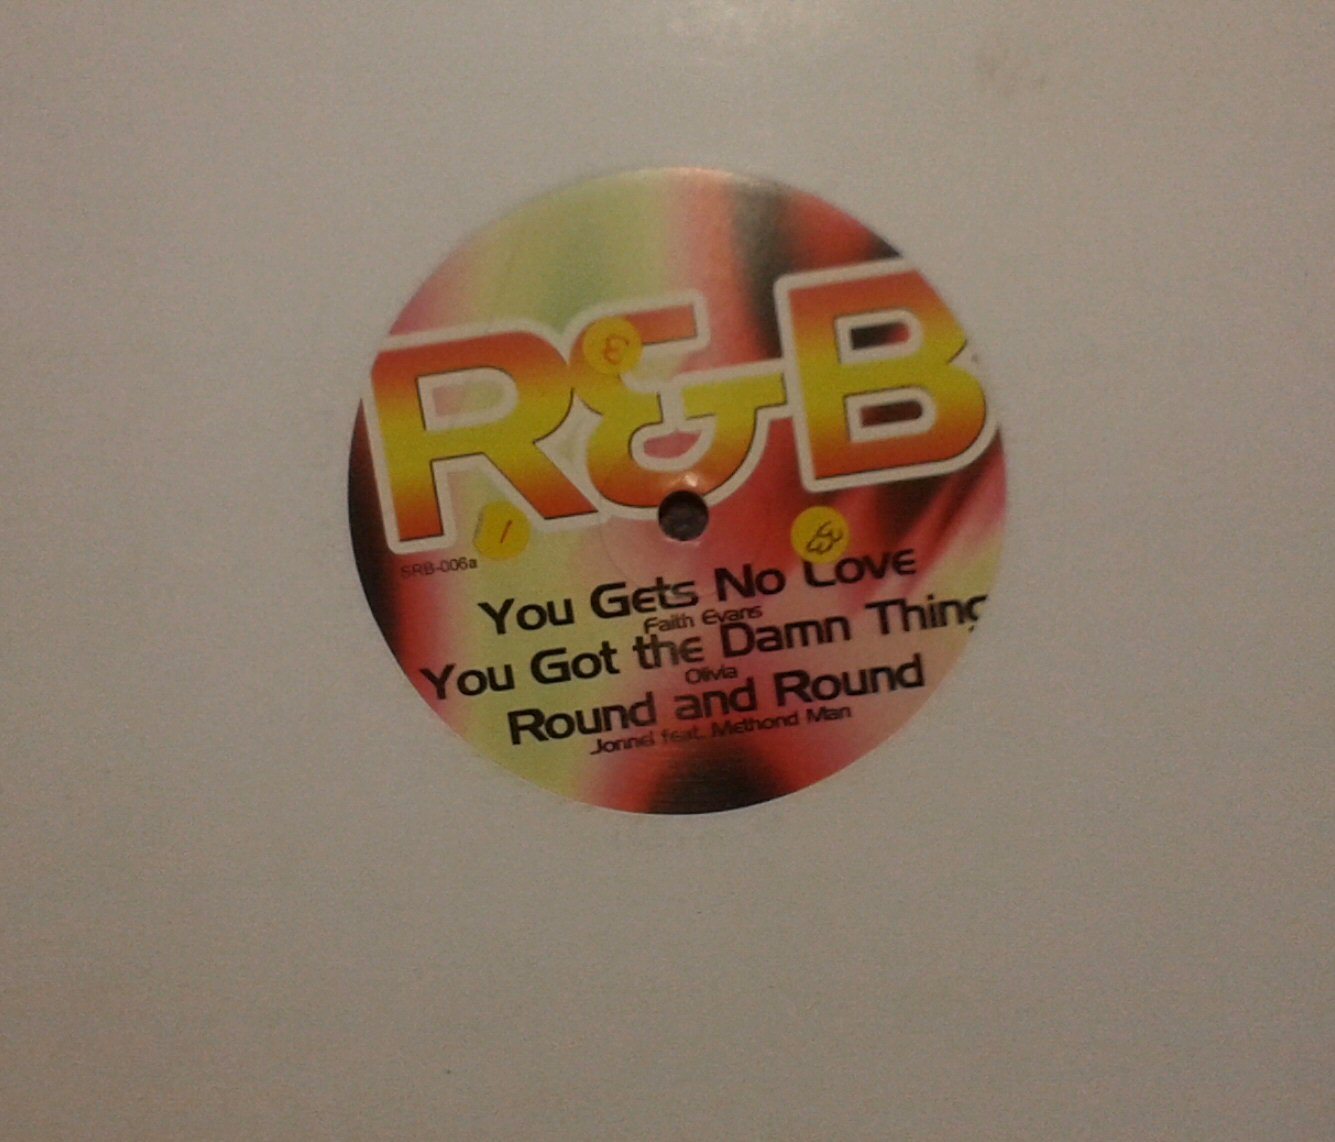 R&B
SRB-006a
You Gets No Love
Faith Evans
You Got the Damn Thing
Olivia
Round and Round
Jonnel feat. Methond Man